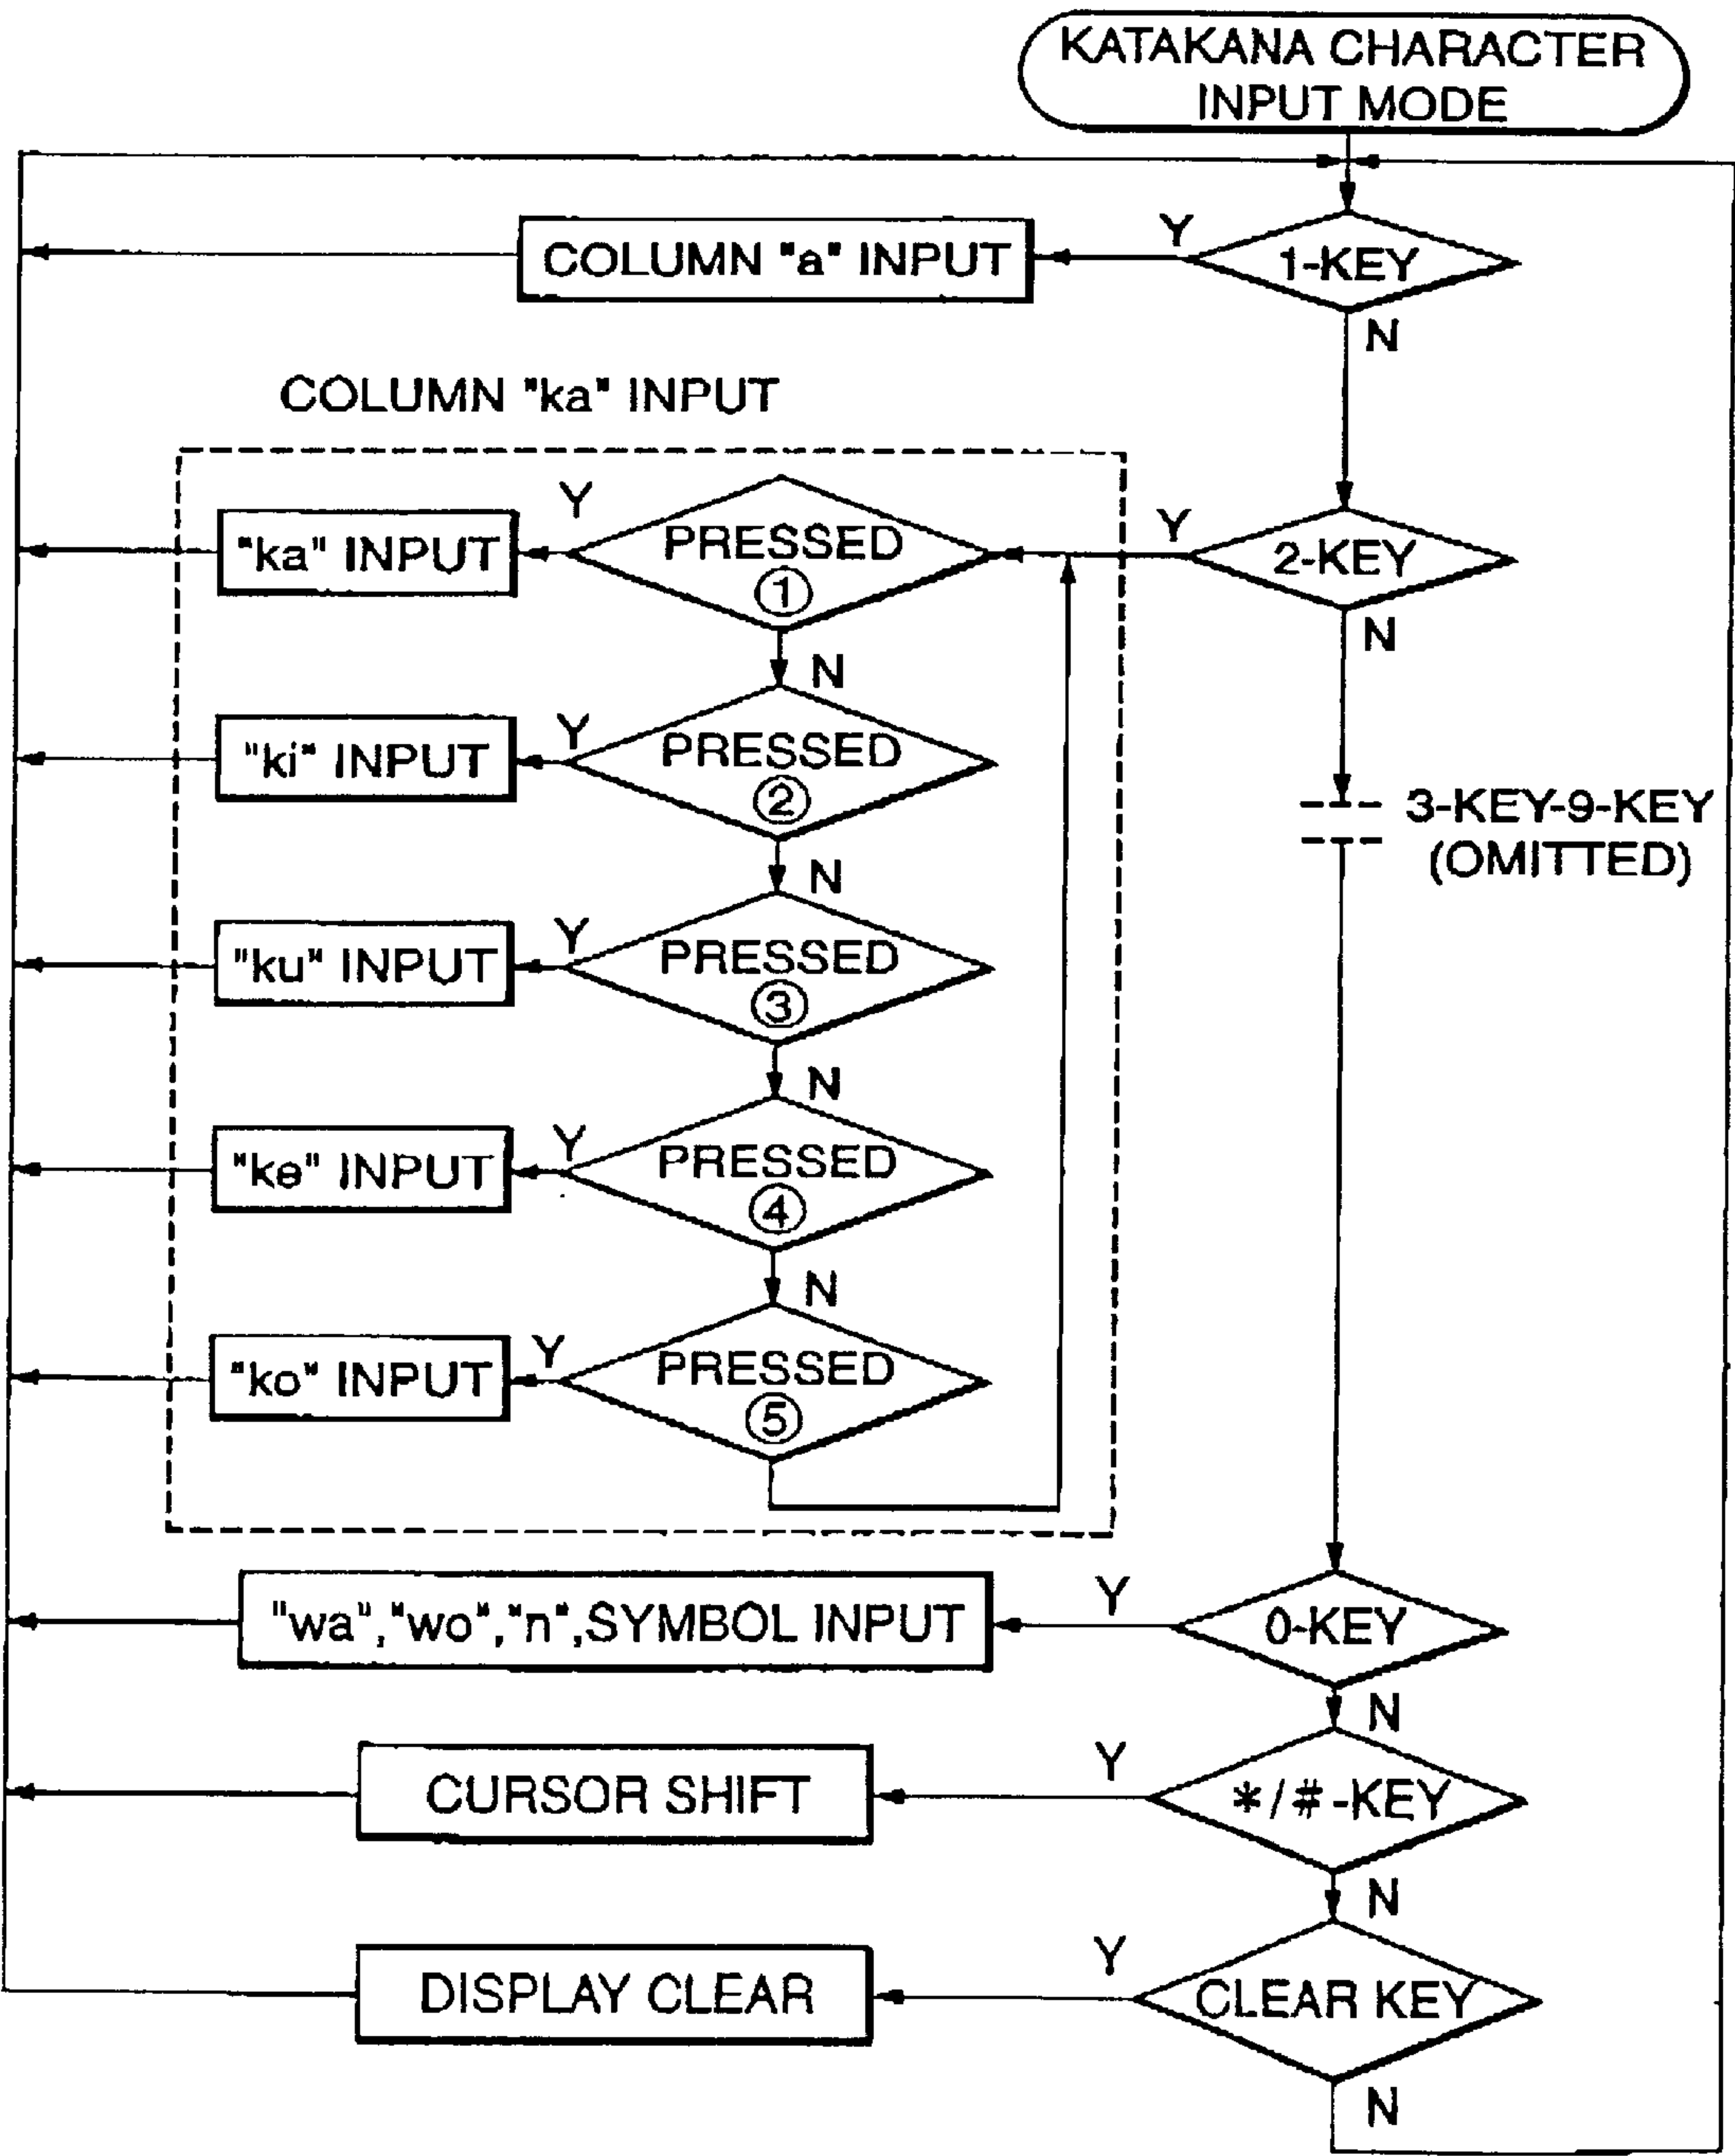 KATAKANA CHARACTER
INPUT MODE
Y
COLUMN "a" INPUT
1-KEY
N
COLUMN "ka" INPUT
Y
"ka" INPUT
PRESSED
①
Y
2-KEY
N
N
Y
"ki" INPUT
PRESSED
②
3-KEY-9-KEY
(OMITTED)
N
Y
"ku" INPUT
PRESSED
③
N
Y
"ke" INPUT
PRESSED
④
N
Y
"ko" INPUT
PRESSED
⑤
Y
"wa","wo","n",SYMBOL INPUT
0-KEY
N
Y
CURSOR SHIFT
*/#-KEY
N
Y
DISPLAY CLEAR
CLEAR KEY
N